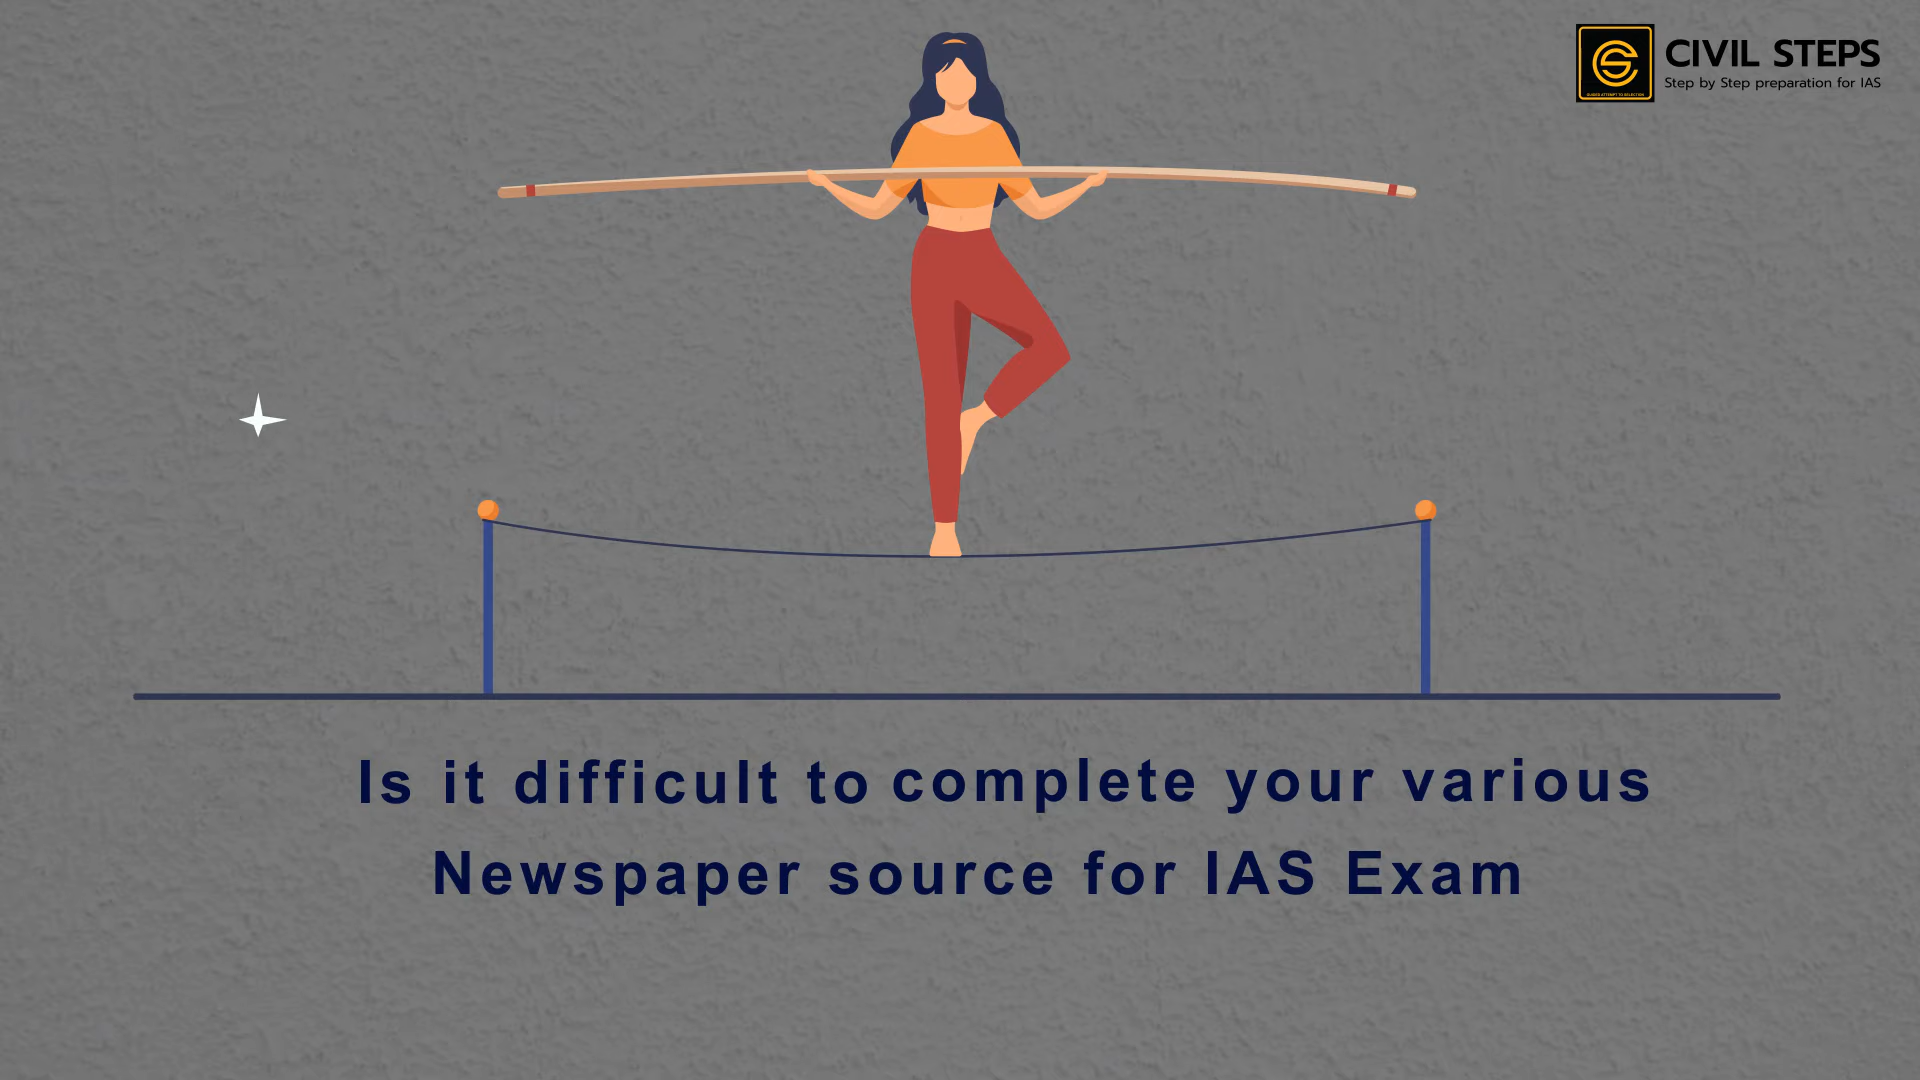 CIVIL STEPS
Step by Step preparation for IAS
Is it difficult to complete your various
Newspaper source for IAS Exam